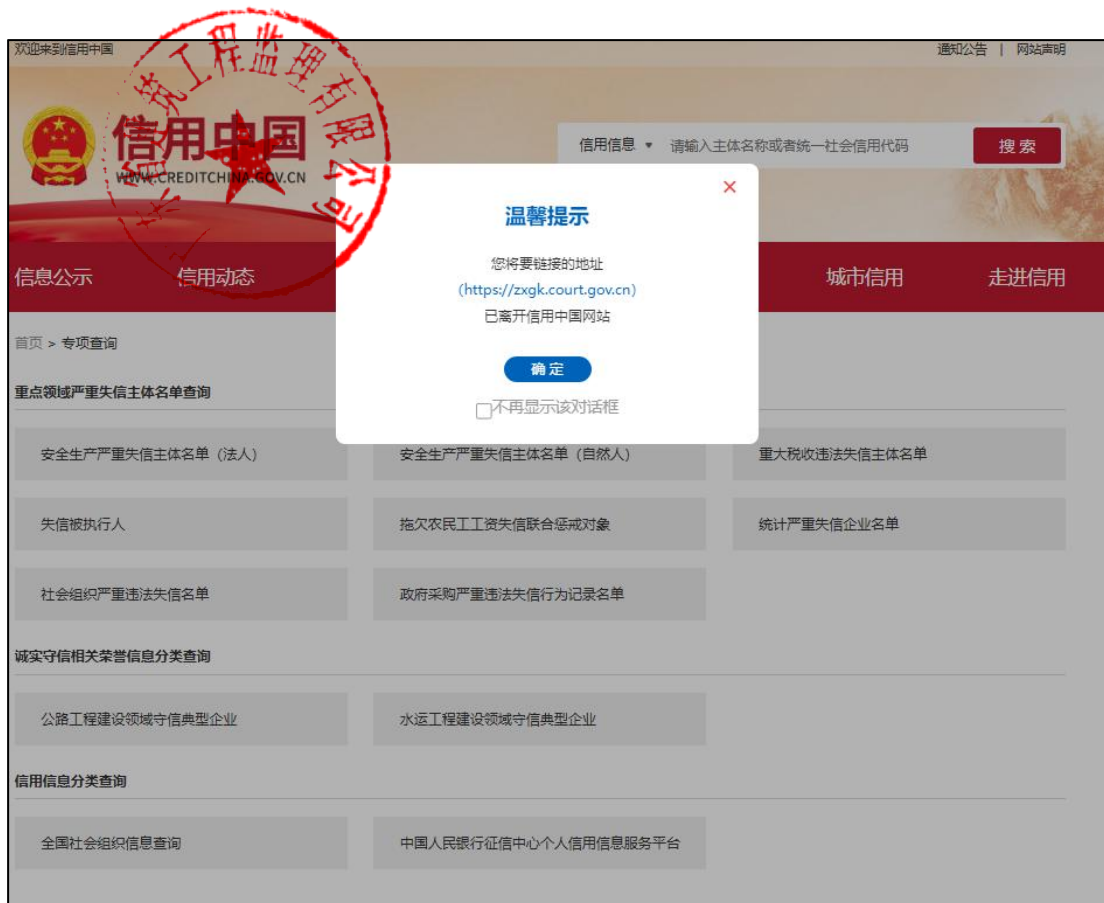 欢迎来到信用中国
通知公告 | 网站声明
工程监理有限公司
信用中国
WWW.CREDITCHINA.GOV.CN
信用信息 ▾ 请输入主体名称或者统一社会信用代码 搜索
信息公示 信用动态 城市信用 走进信用
×
温馨提示
您将要链接的地址
(https://zxgk.court.gov.cn)
已离开信用中国网站
确定
不再显示该对话框
首页 > 专项查询
重点领域严重失信主体名单查询
安全生产严重失信主体名单（法人） 安全生产严重失信主体名单（自然人） 重大税收违法失信主体名单
失信被执行人 拖欠农民工工资失信联合惩戒对象 统计严重失信企业名单
社会组织严重违法失信名单 政府采购严重违法失信行为记录名单
诚实守信相关荣誉信息分类查询
公路工程建设领域守信典型企业 水运工程建设领域守信典型企业
信用信息分类查询
全国社会组织信息查询 中国人民银行征信中心个人信用信息服务平台